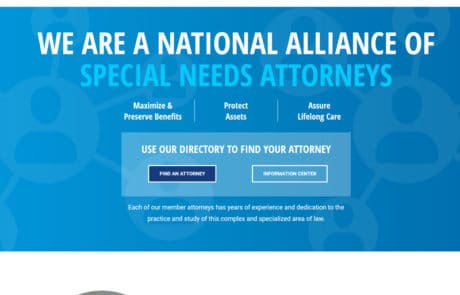 WE ARE A NATIONAL ALLIANCE OF
SPECIAL NEEDS ATTORNEYS
Maximize &
Preserve Benefits
Protect
Assets
Assure
Lifelong Care
USE OUR DIRECTORY TO FIND YOUR ATTORNEY
FIND AN ATTORNEY
INFORMATION CENTER
Each of our member attorneys has years of experience and dedication to the
practice and study of this complex and specialized area of law.